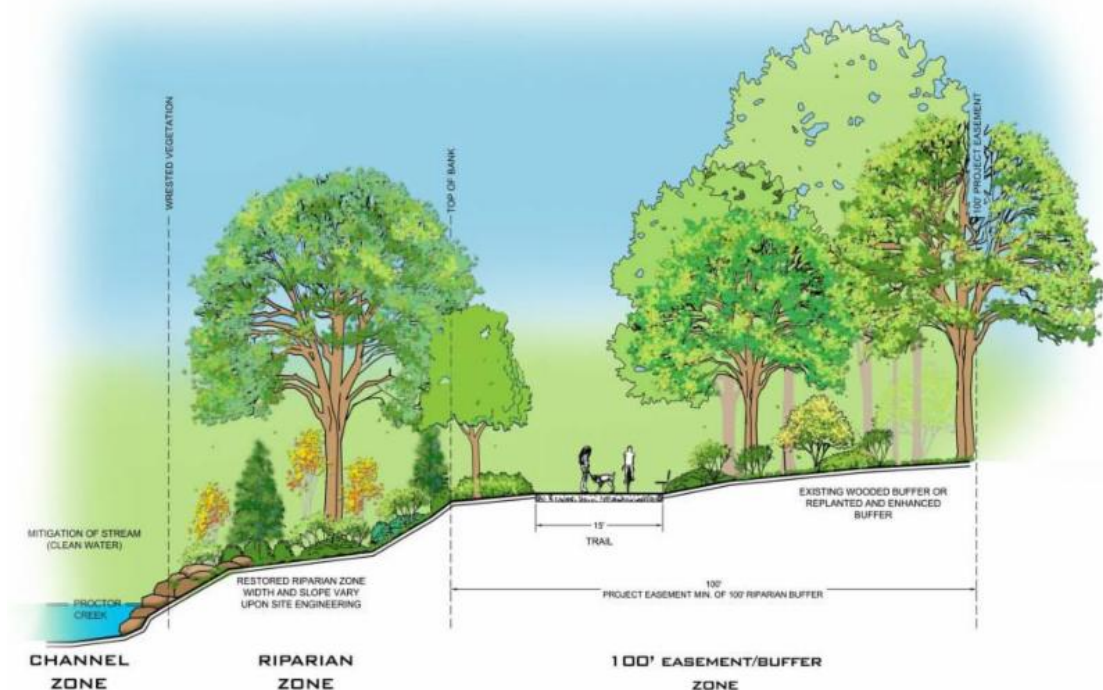 WRESTED VEGETATION
TOP OF BANK
100' PROJECT EASEMENT
MITIGATION OF STREAM
(CLEAN WATER)
PROCTOR
CREEK
RESTORED RIPARIAN ZONE
WIDTH AND SLOPE VARY
UPON SITE ENGINEERING
15'
TRAIL
EXISTING WOODED BUFFER OR
REPLANTED AND ENHANCED
BUFFER
100'
PROJECT EASEMENT MIN. OF 100' RIPARIAN BUFFER
CHANNEL
ZONE
RIPARIAN
ZONE
100' EASEMENT/BUFFER
ZONE